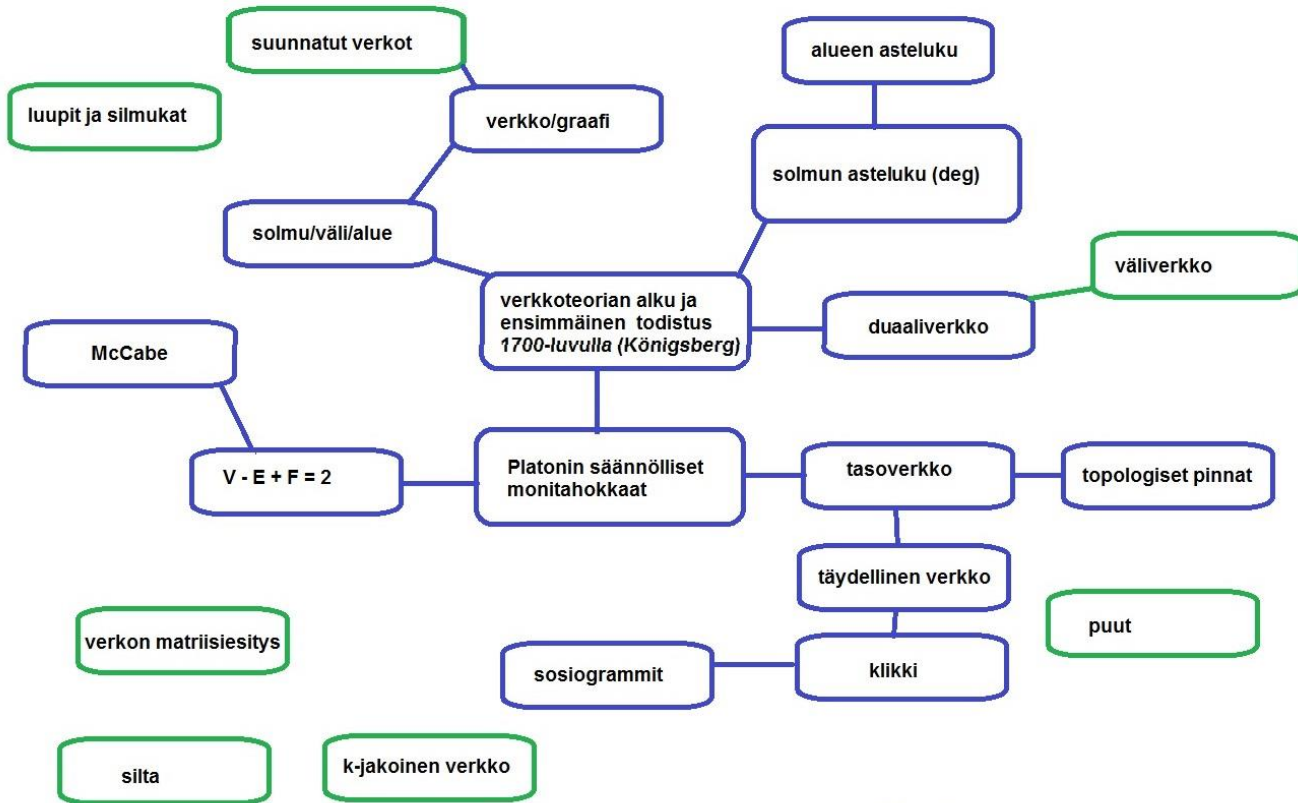 suunnatut verkot
alueen asteluku
luupit ja silmukat
verkko/graafi
solmun asteluku (deg)
solmu/väli/alue
väliverkko
verkkoteorian alku ja
ensimmäinen todistus
1700-luvulla (Königsberg)
duaaliverkko
McCabe
V - E + F = 2
Platonin säännölliset
monitahokkaat
tasoverkko
topologiset pinnat
täydellinen verkko
verkon matriisiesitys
puut
sosiogrammit
klikki
silta
k-jakoinen verkko